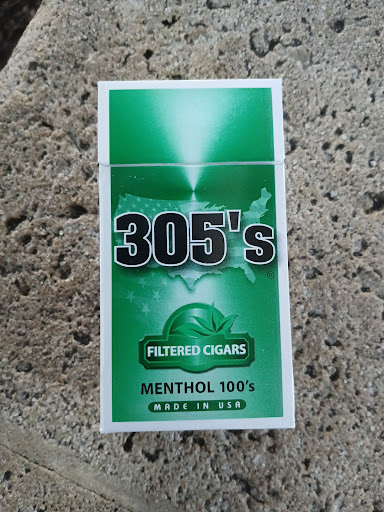 305's
FILTERED CIGARS
MENTHOL 100's
MADE IN USA